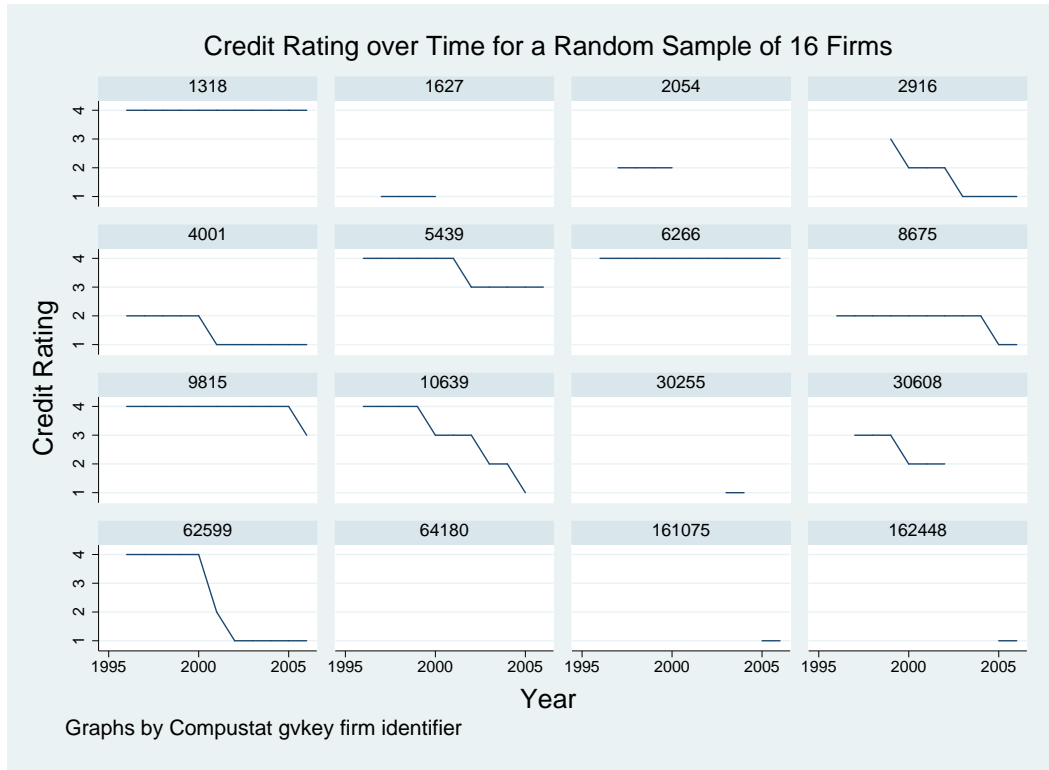 Credit Rating over Time for a Random Sample of 16 Firms
1318 1627 2054 2916
4
3
2
1
4001 5439 6266 8675
4
3
2
1
9815 10639 30255 30608
4
3
2
1
62599 64180 161075 162448
4
3
2
1
1995 2000 2005 1995 2000 2005 1995 2000 2005 1995 2000 2005
Credit Rating
Year
Graphs by Compustat gvkey firm identifier